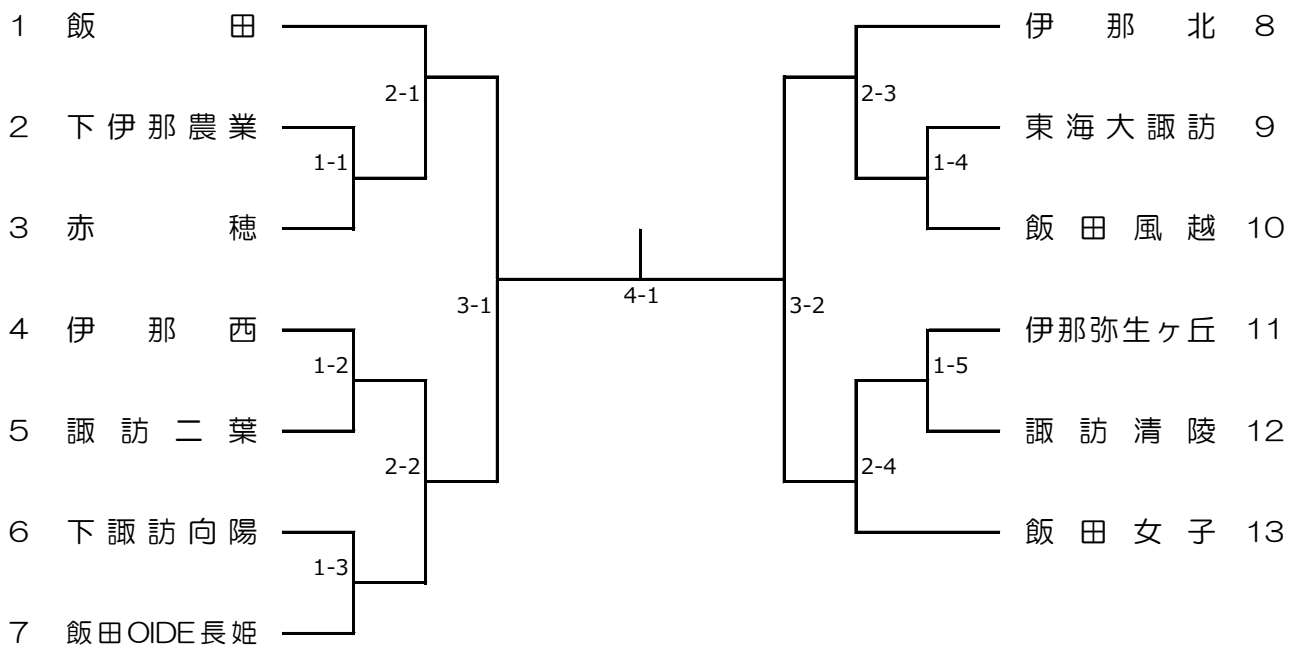 1 飯田
伊那北 8
2-1
2-3
2 下伊那農業
東海大諏訪 9
1-1
1-4
3 赤穂
飯田風越 10
3-1
4-1
3-2
4 伊那西
伊那弥生ヶ丘 11
1-2
1-5
5 諏訪二葉
諏訪清陵 12
2-2
2-4
6 下諏訪向陽
飯田女子 13
1-3
7 飯田OIDE長姫